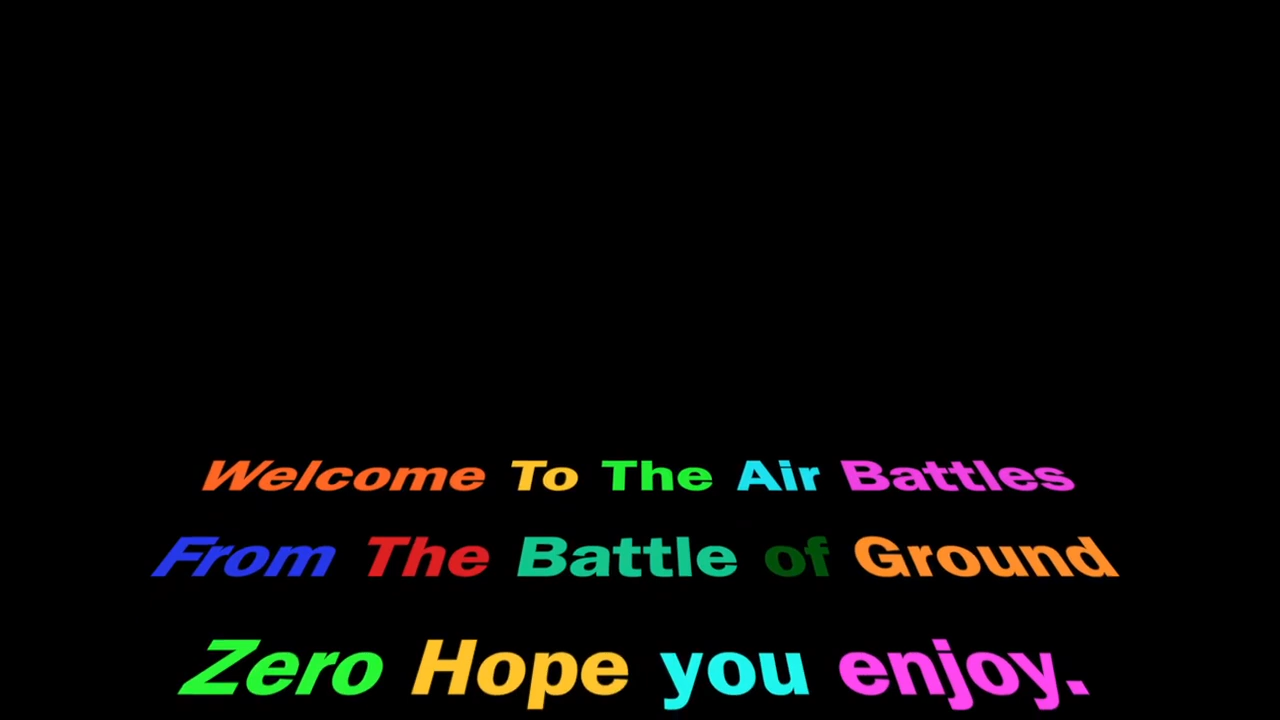 Welcome To The Air Battles
From The Battle of Ground
Zero Hope you enjoy.